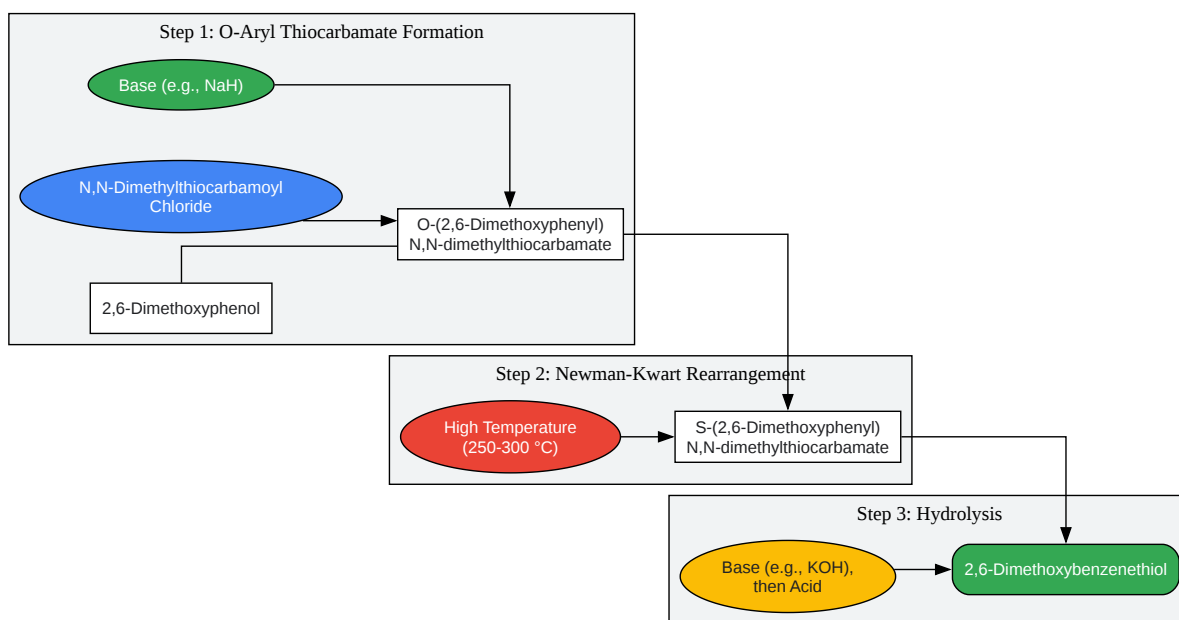 Step 1: O-Aryl Thiocarbamate Formation
Base (e.g., NaH)
N,N-Dimethylthiocarbamoyl
Chloride
O-(2,6-Dimethoxyphenyl)
N,N-dimethylthiocarbamate
2,6-Dimethoxyphenol
Step 2: Newman-Kwart Rearrangement
High Temperature
(250-300 °C)
S-(2,6-Dimethoxyphenyl)
N,N-dimethylthiocarbamate
Step 3: Hydrolysis
Base (e.g., KOH),
then Acid
2,6-Dimethoxybenzenethiol